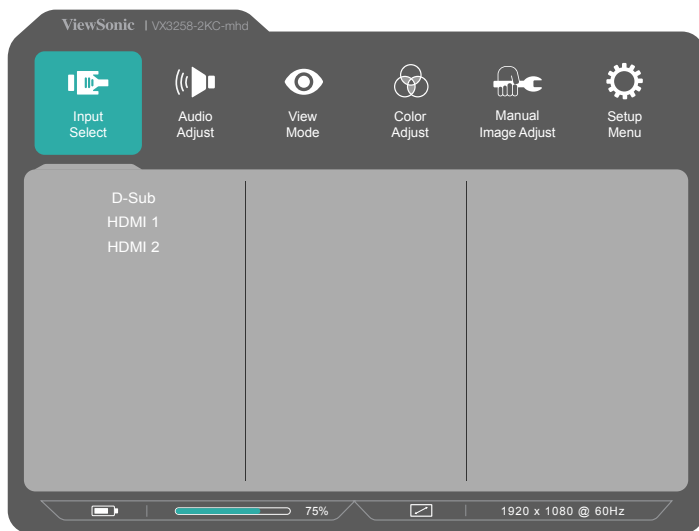 ViewSonic | VX3258-2KC-mhd
Input
Select
Audio
Adjust
View
Mode
Color
Adjust
Manual
Image Adjust
Setup
Menu
D-Sub
HDMI 1
HDMI 2
75%
1920 x 1080 @ 60Hz